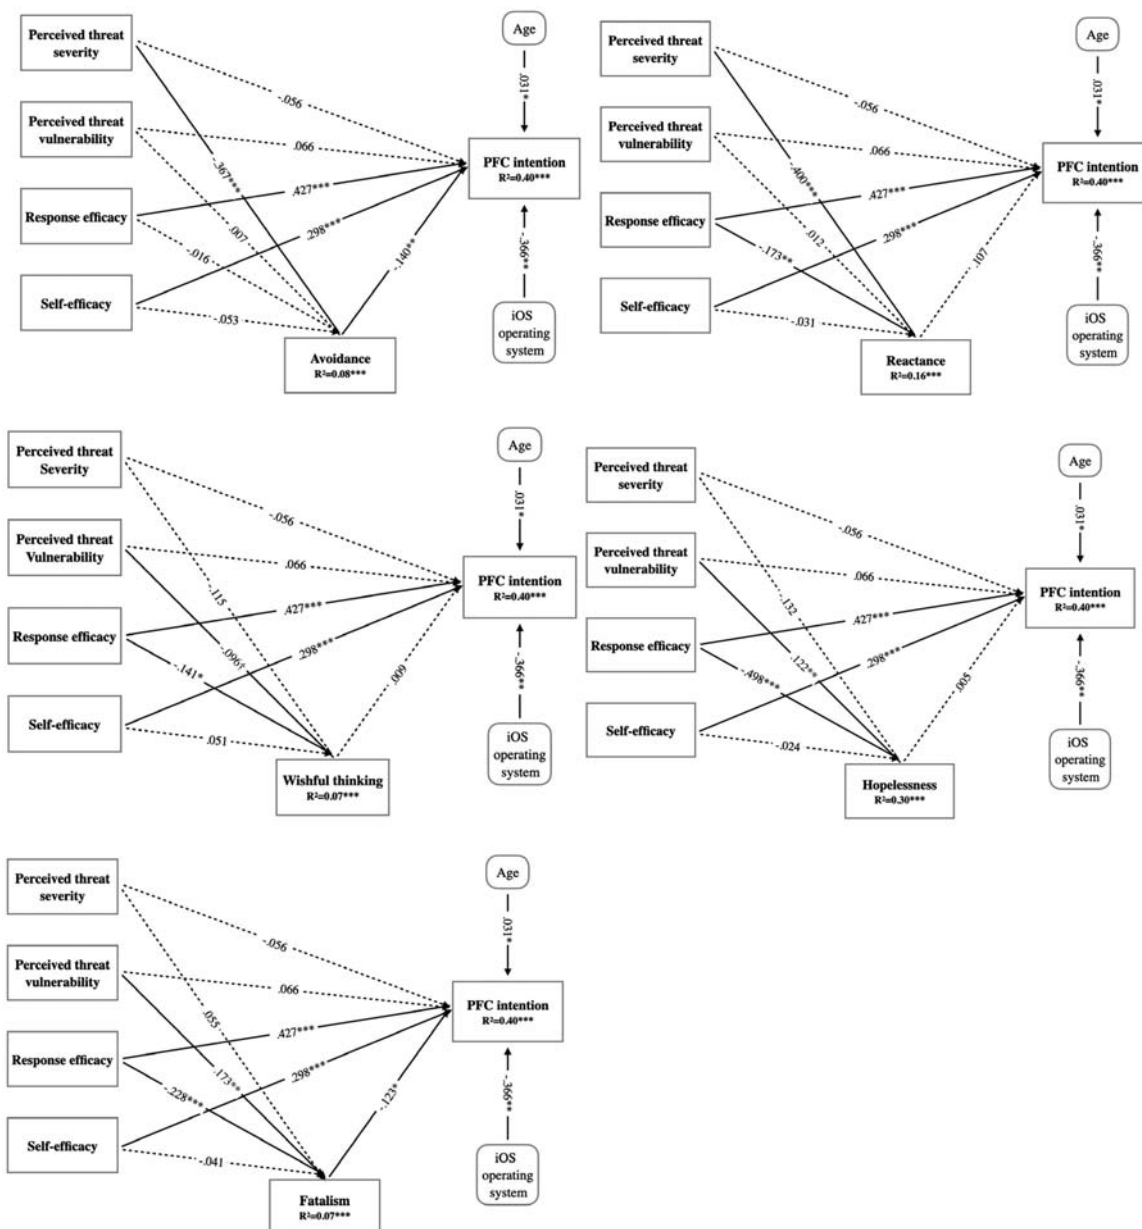 Perceived threat
severity
Perceived threat
vulnerability
Response efficacy
Self-efficacy
Age
.031*
PFC intention
R²=0.40***
-.366**
iOS
operating
system
-.056
.066
-.367***
.427***
.007
.298***
-.016
-.140**
-.053
Avoidance
R²=0.08***
Perceived threat
severity
Perceived threat
vulnerability
Response efficacy
Self-efficacy
Age
.031*
PFC intention
R²=0.40***
-.366**
iOS
operating
system
-.056
.066
-.400***
.427***
.012
.298***
-.173**
-.107
-.031
Reactance
R²=0.16***
Perceived threat
Severity
Perceived threat
Vulnerability
Response efficacy
Self-efficacy
Age
.031*
PFC intention
R²=0.40***
-.366**
iOS
operating
system
-.056
.066
-.115
.427***
.096†
.298***
-.141*
.009
.051
Wishful thinking
R²=0.07***
Perceived threat
severity
Perceived threat
vulnerability
Response efficacy
Self-efficacy
Age
.031*
PFC intention
R²=0.40***
-.366**
iOS
operating
system
-.056
.066
-.132
.427***
.122**
.298***
-.498***
.005
-.024
Hopelessness
R²=0.30***
Perceived threat
severity
Perceived threat
vulnerability
Response efficacy
Self-efficacy
Age
.031*
PFC intention
R²=0.40***
-.366**
iOS
operating
system
-.056
.066
.055
.427***
.173**
.298***
-.228***
-.123*
-.041
Fatalism
R²=0.07***